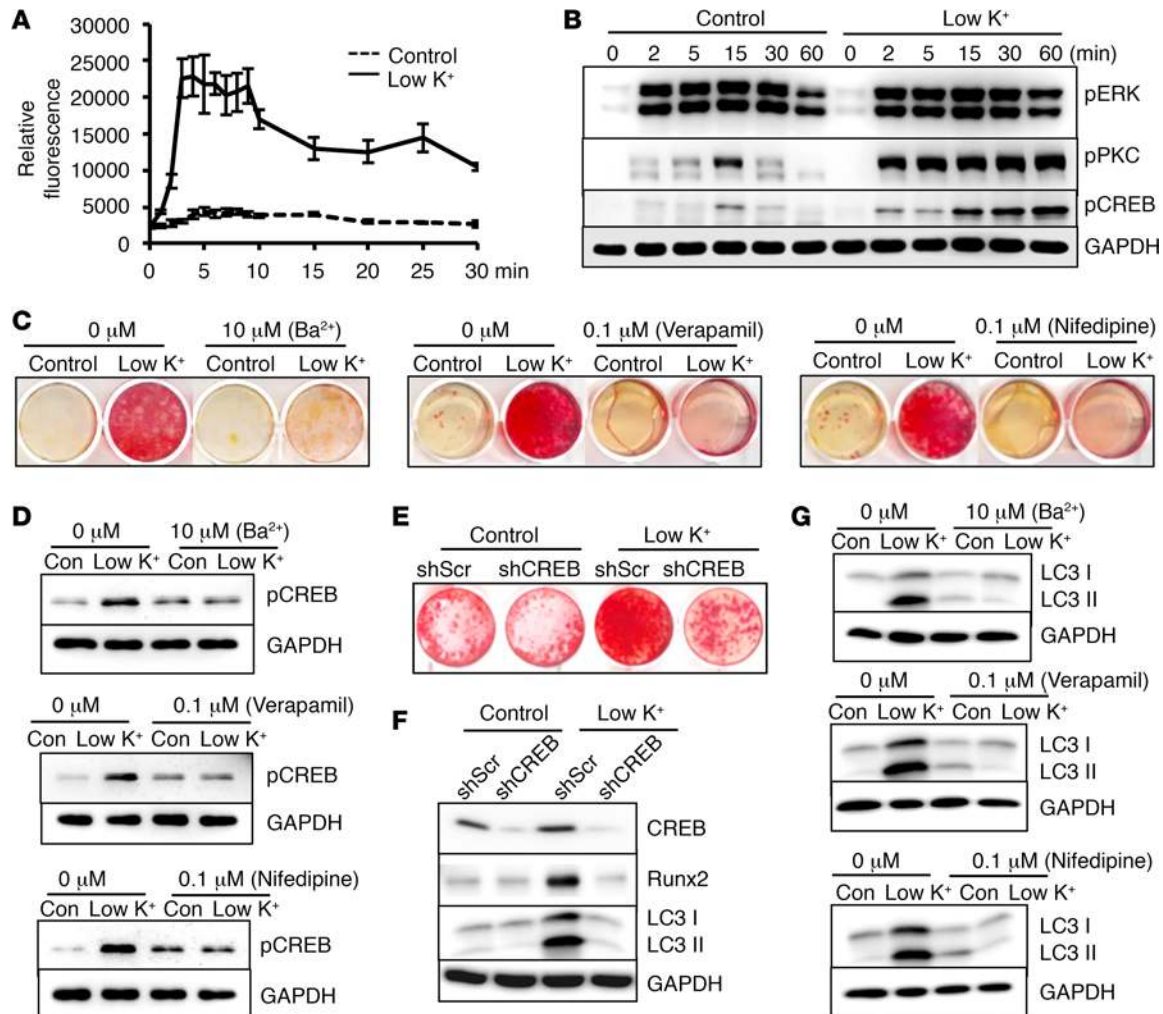 A
30000
25000
20000
15000
10000
5000
0
Relative
fluorescence
Control
Low K⁺
0 5 10 15 20 25 30 min
B
Control Low K⁺
0 2 5 15 30 60 0 2 5 15 30 60 (min)
pERK
pPKC
pCREB
GAPDH
C
0 μM 10 μM (Ba²⁺)
Control Low K⁺ Control Low K⁺
0 μM 0.1 μM (Verapamil)
Control Low K⁺ Control Low K⁺
0 μM 0.1 μM (Nifedipine)
Control Low K⁺ Control Low K⁺
D
0 μM 10 μM (Ba²⁺)
Con Low K⁺ Con Low K⁺
pCREB
GAPDH
0 μM 0.1 μM (Verapamil)
Con Low K⁺ Con Low K⁺
pCREB
GAPDH
0 μM 0.1 μM (Nifedipine)
Con Low K⁺ Con Low K⁺
pCREB
GAPDH
E
Control Low K⁺
shScr shCREB shScr shCREB
F
Control Low K⁺
shScr shCREB shScr shCREB
CREB
Runx2
LC3 I
LC3 II
GAPDH
G
0 μM 10 μM (Ba²⁺)
Con Low K⁺ Con Low K⁺
LC3 I
LC3 II
GAPDH
0 μM 0.1 μM (Verapamil)
Con Low K⁺ Con Low K⁺
LC3 I
LC3 II
GAPDH
0 μM 0.1 μM (Nifedipine)
Con Low K⁺ Con Low K⁺
LC3 I
LC3 II
GAPDH